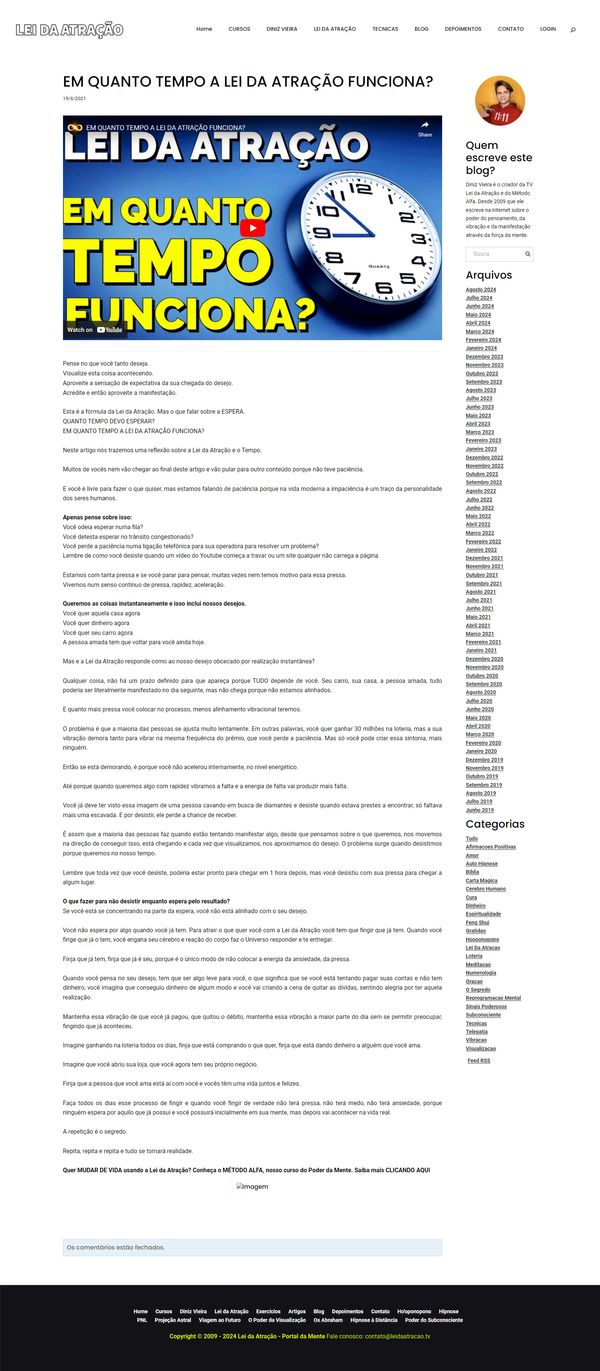 LEI DA ATRAÇÃO
Home CURSOS DINIZ VIEIRA LEI DA ATRAÇÃO TECNICAS BLOG DEPOIMENTOS CONTATO LOGIN
EM QUANTO TEMPO A LEI DA ATRAÇÃO FUNCIONA?
19/6/2021
EM QUANTO TEMPO A LEI DA ATRAÇÃO FUNCIONA?
Share
LEI DA ATRAÇÃO
EM QUANTO
TEMPO
FUNCIONA?
QUARTZ
Watch on YouTube
Pense no que você tanto deseja.
Visualize esta coisa acontecendo.
Aproveite a sensação de expectativa da sua chegada do desejo.
Acredite e então aproveite a manifestação.
Esta é a fórmula da Lei da Atração. Mas o que falar sobre a ESPERA.
QUANTO TEMPO DEVO ESPERAR?
EM QUANTO TEMPO A LEI DA ATRAÇÃO FUNCIONA?
Neste artigo nós trazemos uma reflexão sobre a Lei da Atração e o Tempo.
Muitos de vocês nem vão chegar ao final deste artigo e vão pular para outro conteúdo porque não teve paciência.
E você é livre para fazer o que quiser, mas estamos falando de paciência porque na vida moderna a impaciência é um traço da personalidade
dos seres humanos.
Apenas pense sobre isso:
Você odeia esperar numa fila?
Você detesta esperar no trânsito congestionado?
Você perde a paciência numa ligação telefônica para sua operadora para resolver um problema?
Lembre de como você desiste quando um vídeo do Youtube começa a travar ou um site qualquer não carrega a página.
Estamos com tanta pressa e se você parar para pensar, muitas vezes nem temos motivo para essa pressa.
Vivemos num senso contínuo de pressa, rapidez, aceleração.
Queremos as coisas instantaneamente e isso inclui nossos desejos.
Você quer aquela casa agora
Você quer dinheiro agora
Você quer seu carro agora
A pessoa amada tem que voltar para você ainda hoje.
Mas e a Lei da Atração responde como ao nosso desejo obcecado por realização instantânea?
Qualquer coisa, não há um prazo definido para que apareça porque TUDO depende de você. Seu carro, sua casa, a pessoa amada, tudo
poderia ser literalmente manifestado no dia seguinte, mas não chega porque não estamos alinhados.
E quanto mais pressa você colocar no processo, menos alinhamento vibracional teremos.
O problema é que a maioria das pessoas se ajusta muito lentamente. Em outras palavras, você quer ganhar 30 milhões na loteria, mas a sua
vibração demora tanto para vibrar na mesma frequência do prêmio, que você perde a paciência. Mas só você pode criar essa sintonia, mais
ninguém.
Então se está demorando, é porque você não acelerou internamente, no nível energético.
Até porque quando queremos algo com rapidez vibramos a falta e a energia de falta vai produzir mais falta.
Você já deve ter visto essa imagem de uma pessoa cavando em busca de diamantes e desiste quando estava prestes a encontrar, só faltava
mais uma escavada. E por desistir, ele perde a chance de receber.
É assim que a maioria das pessoas faz quando estão tentando manifestar algo, desde que pensamos sobre o que queremos, nos movemos
na direção de conseguir isso, está chegando e cada vez que visualizamos, nos aproximamos do desejo. O problema surge quando desistimos
porque queremos no nosso tempo.
Lembre que toda vez que você desiste, poderia estar pronto para chegar em 1 hora depois, mas você desistiu com sua pressa para chegar a
algum lugar.
O que fazer para não desistir enquanto espera pelo resultado?
Se você está se concentrando na parte da espera, você não está alinhado com o seu desejo.
Você não espera por algo quando você já tem. Para atrair o que quer você com a Lei da Atração você tem que fingir que já tem. Quando você
finge que já o tem, você engana seu cérebro e reação do corpo faz o Universo responder e te entregar.
Finja que já tem, finja que já é seu, porque é o único modo de não colocar a energia da ansiedade, da pressa.
Quando você pensa no seu desejo, tem que ser algo leve para você, o que significa que se você está tentando pagar suas contas e não tem
dinheiro, você imagina que conseguiu dinheiro de algum modo e você vai criando a cena de quitar as dívidas, sentindo alegria por ter aquela
realização.
Mantenha essa vibração de que você já pagou, que quitou o débito, mantenha essa vibração a maior parte do dia sem se permitir preocupar,
fingindo que já aconteceu.
Imagine ganhando na loteria todos os dias, finja que está comprando o que quer, finja que está dando dinheiro a alguém que você ama.
Imagine que você abriu sua loja, que você agora tem seu próprio negócio.
Finja que a pessoa que você ama está ai com você e vocês têm uma vida juntos e felizes.
Faça todos os dias esse processo de fingir e quando você fingir de verdade não terá pressa, não terá medo, não terá ansiedade, porque
ninguém espera por aquilo que já possui e você possuirá inicialmente em sua mente, mas depois vai acontecer na vida real.
A repetição é o segredo.
Repita, repita e repita e tudo se tornará realidade.
Quer MUDAR DE VIDA usando a Lei da Atração? Conheça o MÉTODO ALFA, nosso curso do Poder da Mente. Saiba mais CLICANDO AQUI
Imagem
Os comentários estão fechados.
11:11
Quem
escreve este
blog?
Diniz Vieira é o criador da TV
Lei da Atração e do Método
Alfa. Desde 2009 que ele
escreve na Internet sobre o
poder do pensamento, da
vibração e da manifestação
através da força da mente.
Busca
Arquivos
Agosto 2024
Julho 2024
Junho 2024
Maio 2024
Abril 2024
Março 2024
Fevereiro 2024
Janeiro 2024
Dezembro 2023
Novembro 2023
Outubro 2023
Setembro 2023
Agosto 2023
Julho 2023
Junho 2023
Maio 2023
Abril 2023
Março 2023
Fevereiro 2023
Janeiro 2023
Dezembro 2022
Novembro 2022
Outubro 2022
Setembro 2022
Agosto 2022
Julho 2022
Junho 2022
Maio 2022
Abril 2022
Março 2022
Fevereiro 2022
Janeiro 2022
Dezembro 2021
Novembro 2021
Outubro 2021
Setembro 2021
Agosto 2021
Julho 2021
Junho 2021
Maio 2021
Abril 2021
Março 2021
Fevereiro 2021
Janeiro 2021
Dezembro 2020
Novembro 2020
Outubro 2020
Setembro 2020
Agosto 2020
Julho 2020
Junho 2020
Maio 2020
Abril 2020
Março 2020
Fevereiro 2020
Janeiro 2020
Dezembro 2019
Novembro 2019
Outubro 2019
Setembro 2019
Agosto 2019
Julho 2019
Junho 2019
Categorias
Tudo
Afirmacoes Positivas
Amor
Auto Hipnose
Biblia
Carta Magica
Cerebro Humano
Cura
Dinheiro
Espiritualidade
Feng Shui
Gratidao
Hooponopono
Lei Da Atracao
Loteria
Meditacao
Numerologia
Oracao
O Segredo
Reprogramacao Mental
Sinais Poderosos
Subconsciente
Tecnicas
Telepatia
Vibracao
Visualizacao
Feed RSS
Home Cursos Diniz Vieira Lei da Atração Exercícios Artigos Blog Depoimentos Contato Ho'oponopono Hipnose
PNL Projeção Astral Viagem ao Futuro O Poder da Visualização Os Abraham Hipnose à Distância Poder do Subconsciente
Copyright © 2009 - 2024 Lei da Atração - Portal da Mente Fale conosco: contato@leidaatracao.tv